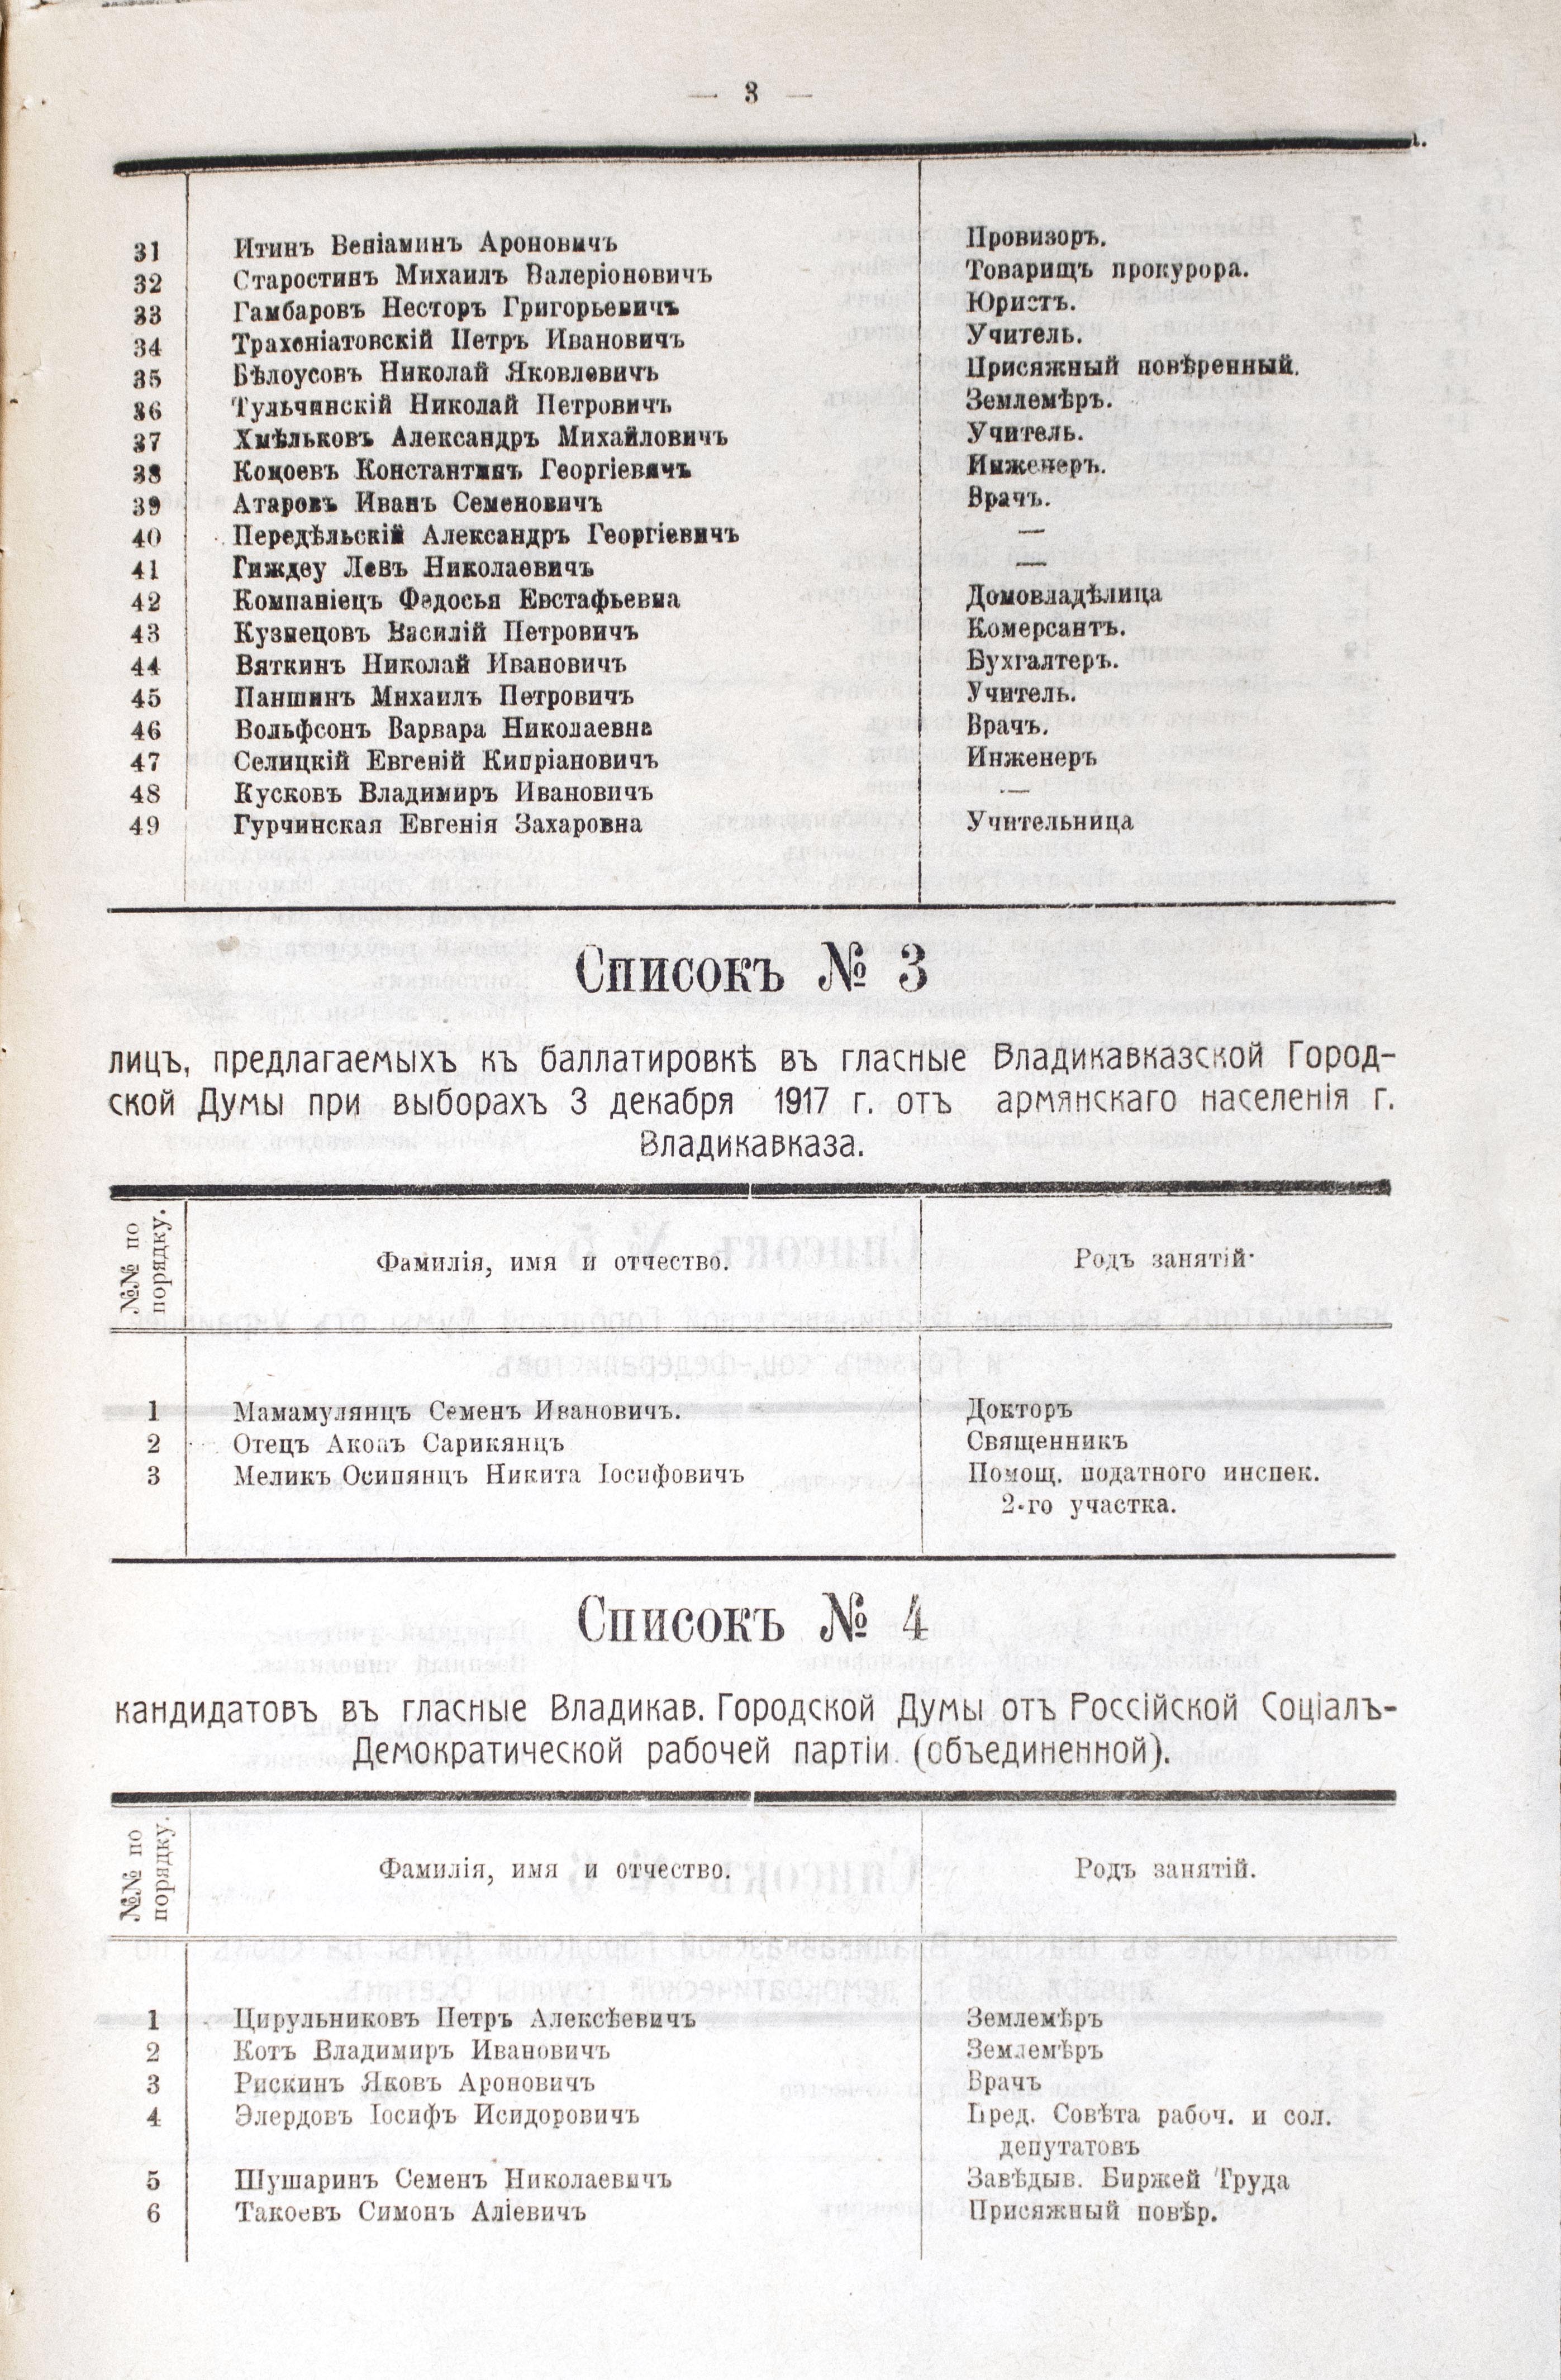 — 3 —
31 Итинъ Веніаминъ Ароновичъ Провизоръ.
32 Старостинъ Михаилъ Валеріоновичъ Товарищъ прокурора.
33 Гамбаровъ Несторъ Григорьевичъ Юристъ.
34 Трахеніатовскій Петръ Ивановичъ Учитель.
35 Бѣлоусовъ Николай Яковлевичъ Присяжный повѣренный.
36 Тульчинскій Николай Петровичъ Землемѣръ.
37 Хмѣльковъ Александръ Михайловичъ Учитель.
38 Коцоевъ Константинъ Георгіевичъ Инженеръ.
39 Атаровъ Иванъ Семеновичъ Врачъ.
40 Передѣльскій Александръ Георгіевичъ —
41 Гиждеу Левъ Николаевичъ —
42 Компаніецъ Федосья Евстафьевна Домовладѣлица
43 Кузнецовъ Василій Петровичъ Комерсантъ.
44 Вяткинъ Николай Ивановичъ Бухгалтеръ.
45 Паншинъ Михаилъ Петровичъ Учитель.
46 Вольфсонъ Варвара Николаевна Врачъ.
47 Селицкій Евгеній Кипріановичъ Инженеръ
48 Кусковъ Владимиръ Ивановичъ —
49 Гурчинская Евгенія Захаровна Учительница
Списокъ № 3
лицъ, предлагаемыхъ къ баллатировкѣ въ гласные Владикавказской Город-
ской Думы при выборахъ 3 декабря 1917 г. отъ армянскаго населенія г.
Владикавказа.
№№ по порядку. Фамилія, имя и отчество. Родъ занятій·
1 Мамамулянцъ Семенъ Ивановичъ. Докторъ
2 Отецъ Акопъ Сарикянцъ Священникъ
3 Меликъ Осипянцъ Никита Іосифовичъ Помощ. податного инспек.
2-го участка.
Списокъ № 4
кандидатовъ въ гласные Владикав. Городской Думы отъ Россійской Соціалъ-
Демократической рабочей партіи (объединенной).
№№ по порядку. Фамилія, имя и отчество. Родъ занятій.
1 Цирульниковъ Петръ Алексѣевичъ Землемѣръ
2 Котъ Владимиръ Ивановичъ Землемѣръ
3 Рискинъ Яковъ Ароновичъ Врачъ
4 Элердовъ Іосифъ Исидоровичъ Пред. Совѣта рабоч. и сол.
депутатовъ
5 Шушаринъ Семенъ Николаевичъ Завѣдыв. Биржей Труда
6 Такоевъ Симонъ Аліевичъ Присяжный повѣр.